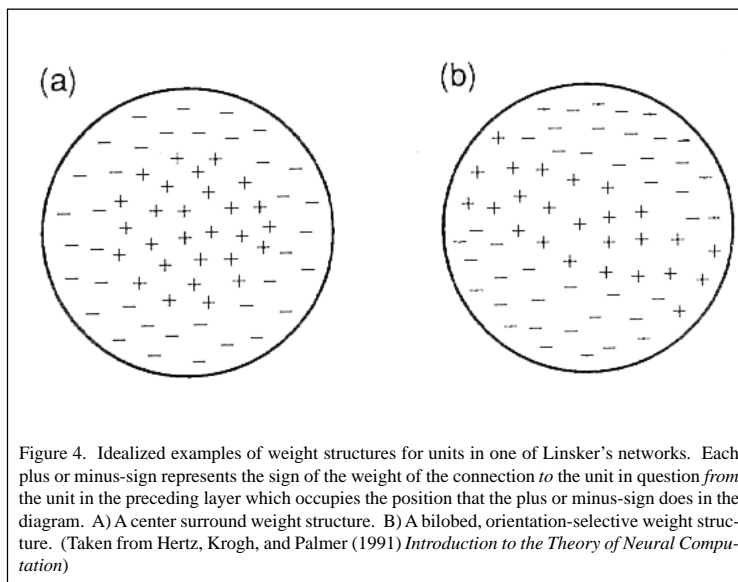 (a)
(b)
Figure 4. Idealized examples of weight structures for units in one of Linsker's networks. Each
plus or minus-sign represents the sign of the weight of the connection to the unit in question from
the unit in the preceding layer which occupies the position that the plus or minus-sign does in the
diagram. A) A center surround weight structure. B) A bilobed, orientation-selective weight struc-
ture. (Taken from Hertz, Krogh, and Palmer (1991) Introduction to the Theory of Neural Compu-
tation)